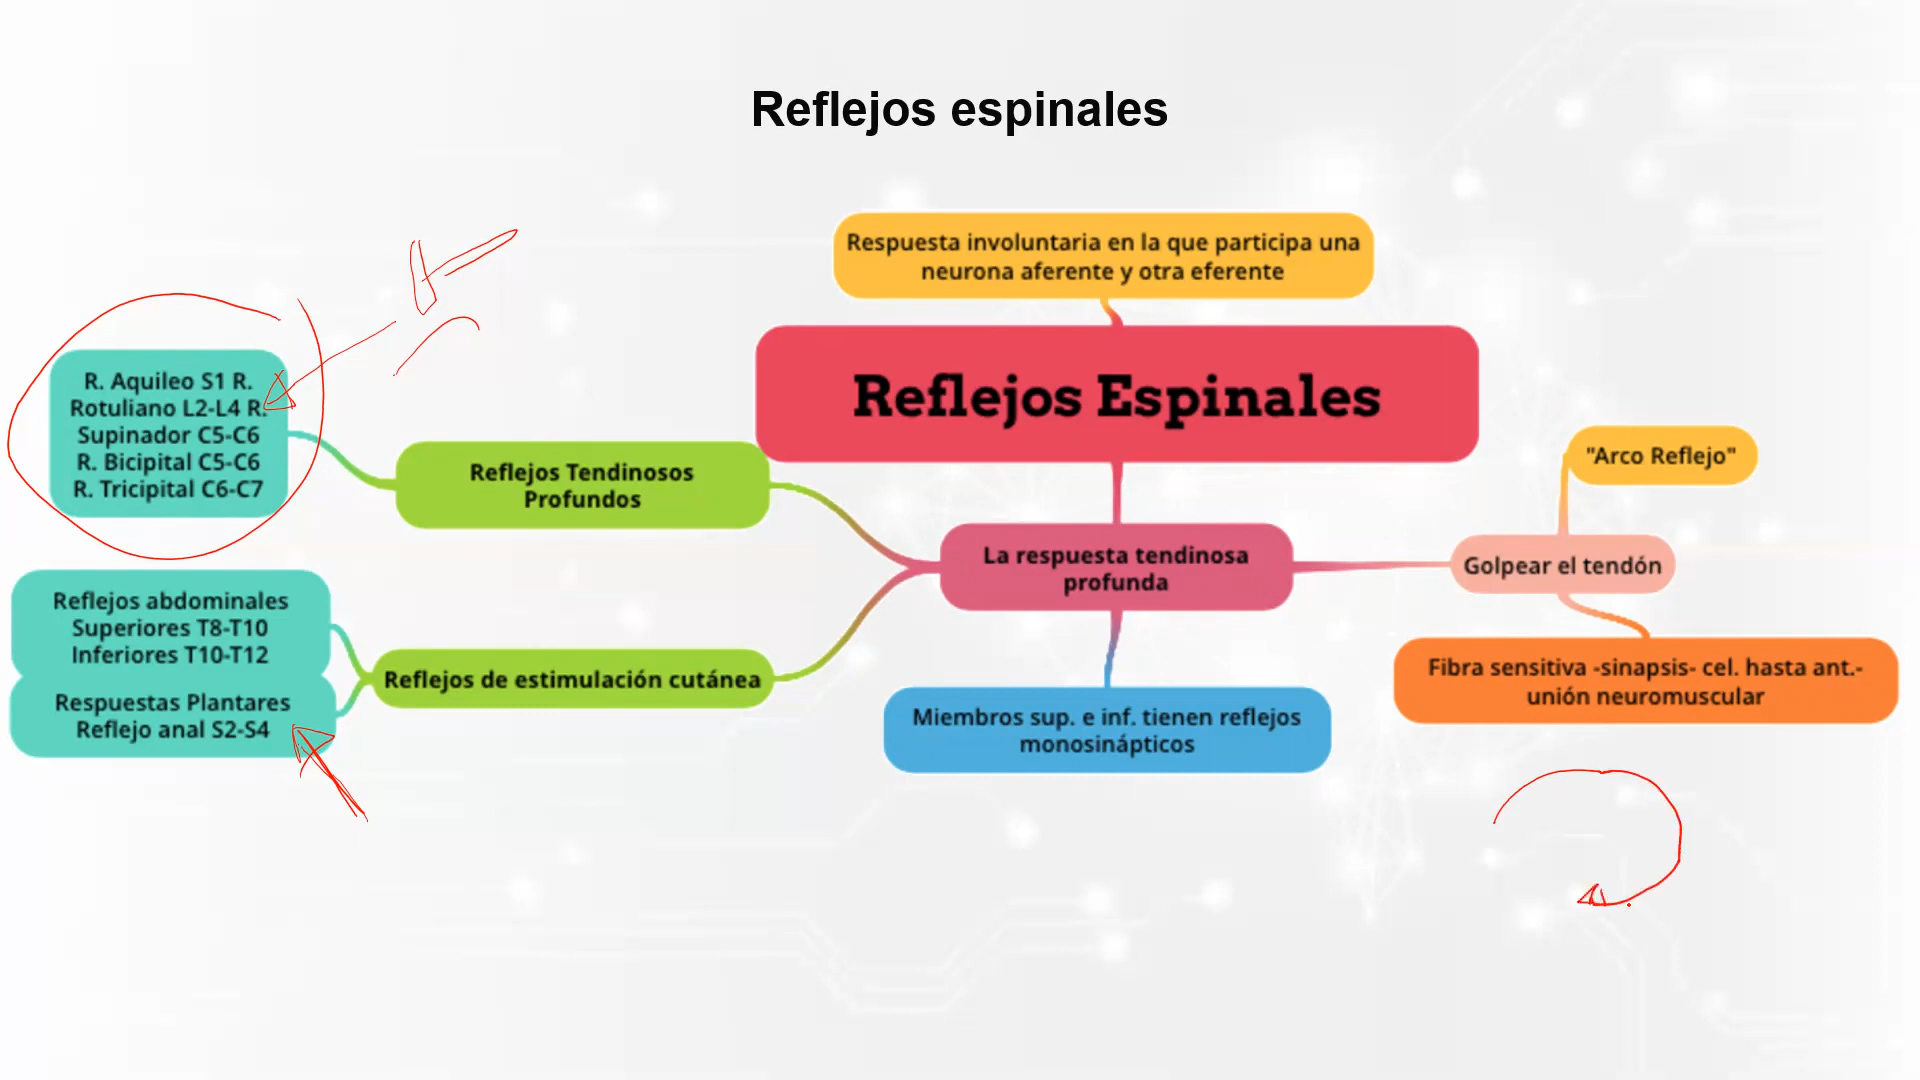 Reflejos espinales
Respuesta involuntaria en la que participa una
neurona aferente y otra eferente
Reflejos Espinales
R. Aquileo S1 R.
Rotuliano L2-L4 R.
Supinador C5-C6
R. Bicipital C5-C6
R. Tricipital C6-C7
Reflejos Tendinosos
Profundos
"Arco Reflejo"
La respuesta tendinosa
profunda
Golpear el tendón
Reflejos abdominales
Superiores T8-T10
Inferiores T10-T12
Reflejos de estimulación cutánea
Respuestas Plantares
Reflejo anal S2-S4
Fibra sensitiva -sinapsis- cel. hasta ant.-
unión neuromuscular
Miembros sup. e inf. tienen reflejos
monosinápticos